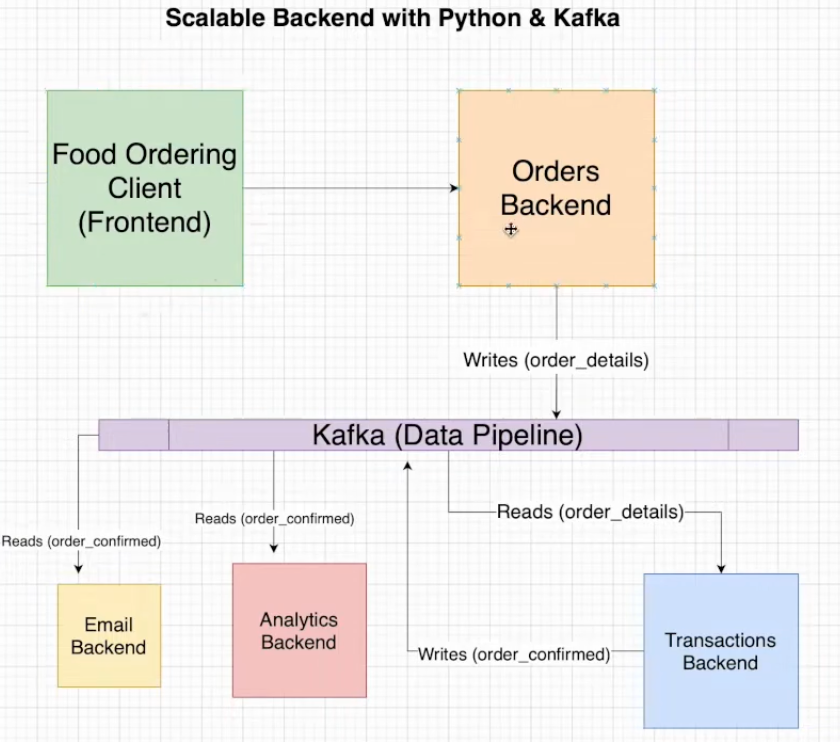 Scalable Backend with Python & Kafka
Food Ordering
Client
(Frontend)
Orders
Backend
Writes (order_details)
Kafka (Data Pipeline)
Reads (order_details)
Reads (order_confirmed)
Reads (order_confirmed)
Email
Backend
Analytics
Backend
Writes (order_confirmed)
Transactions
Backend